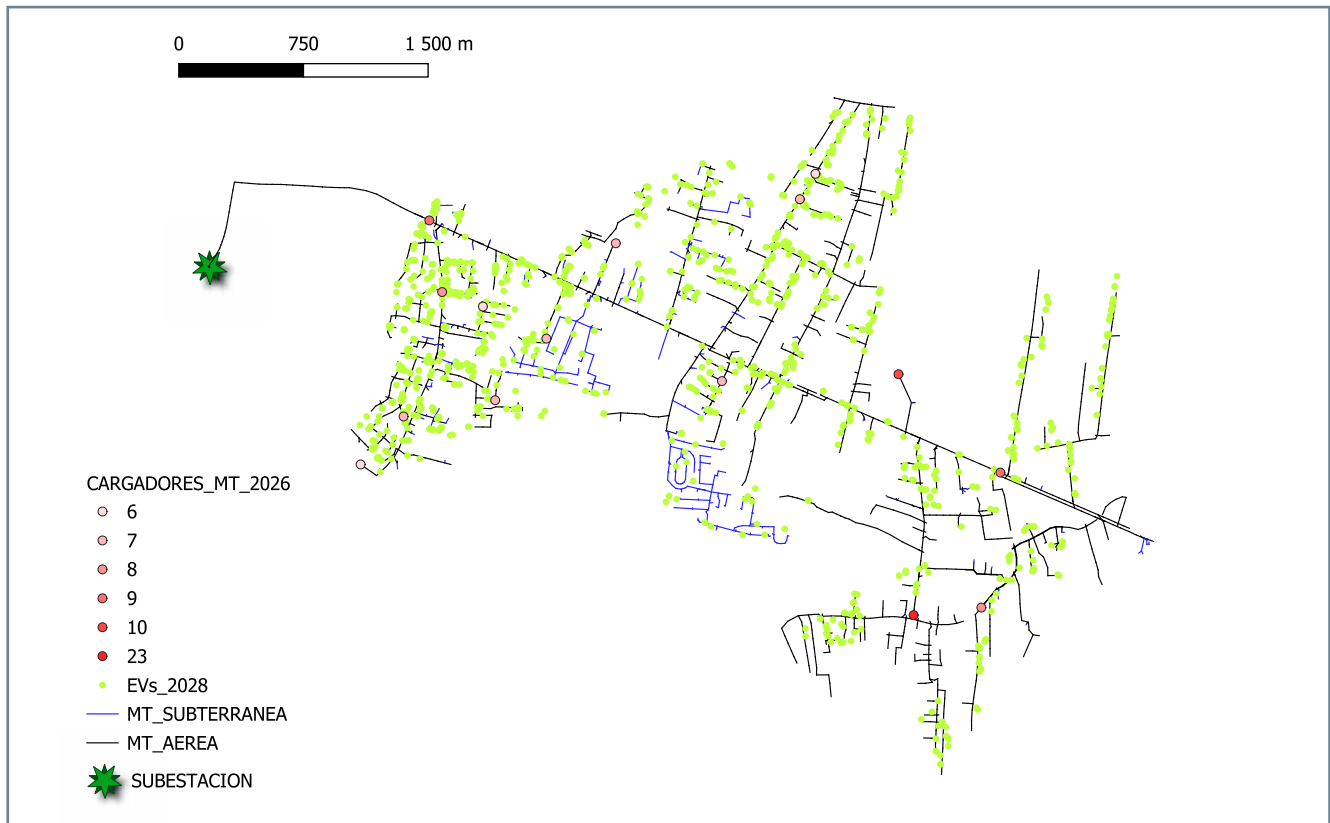 0 750 1 500 m
CARGADORES_MT_2026
6
7
8
9
10
23
EVs_2028
MT_SUBTERRANEA
MT_AEREA
SUBESTACION